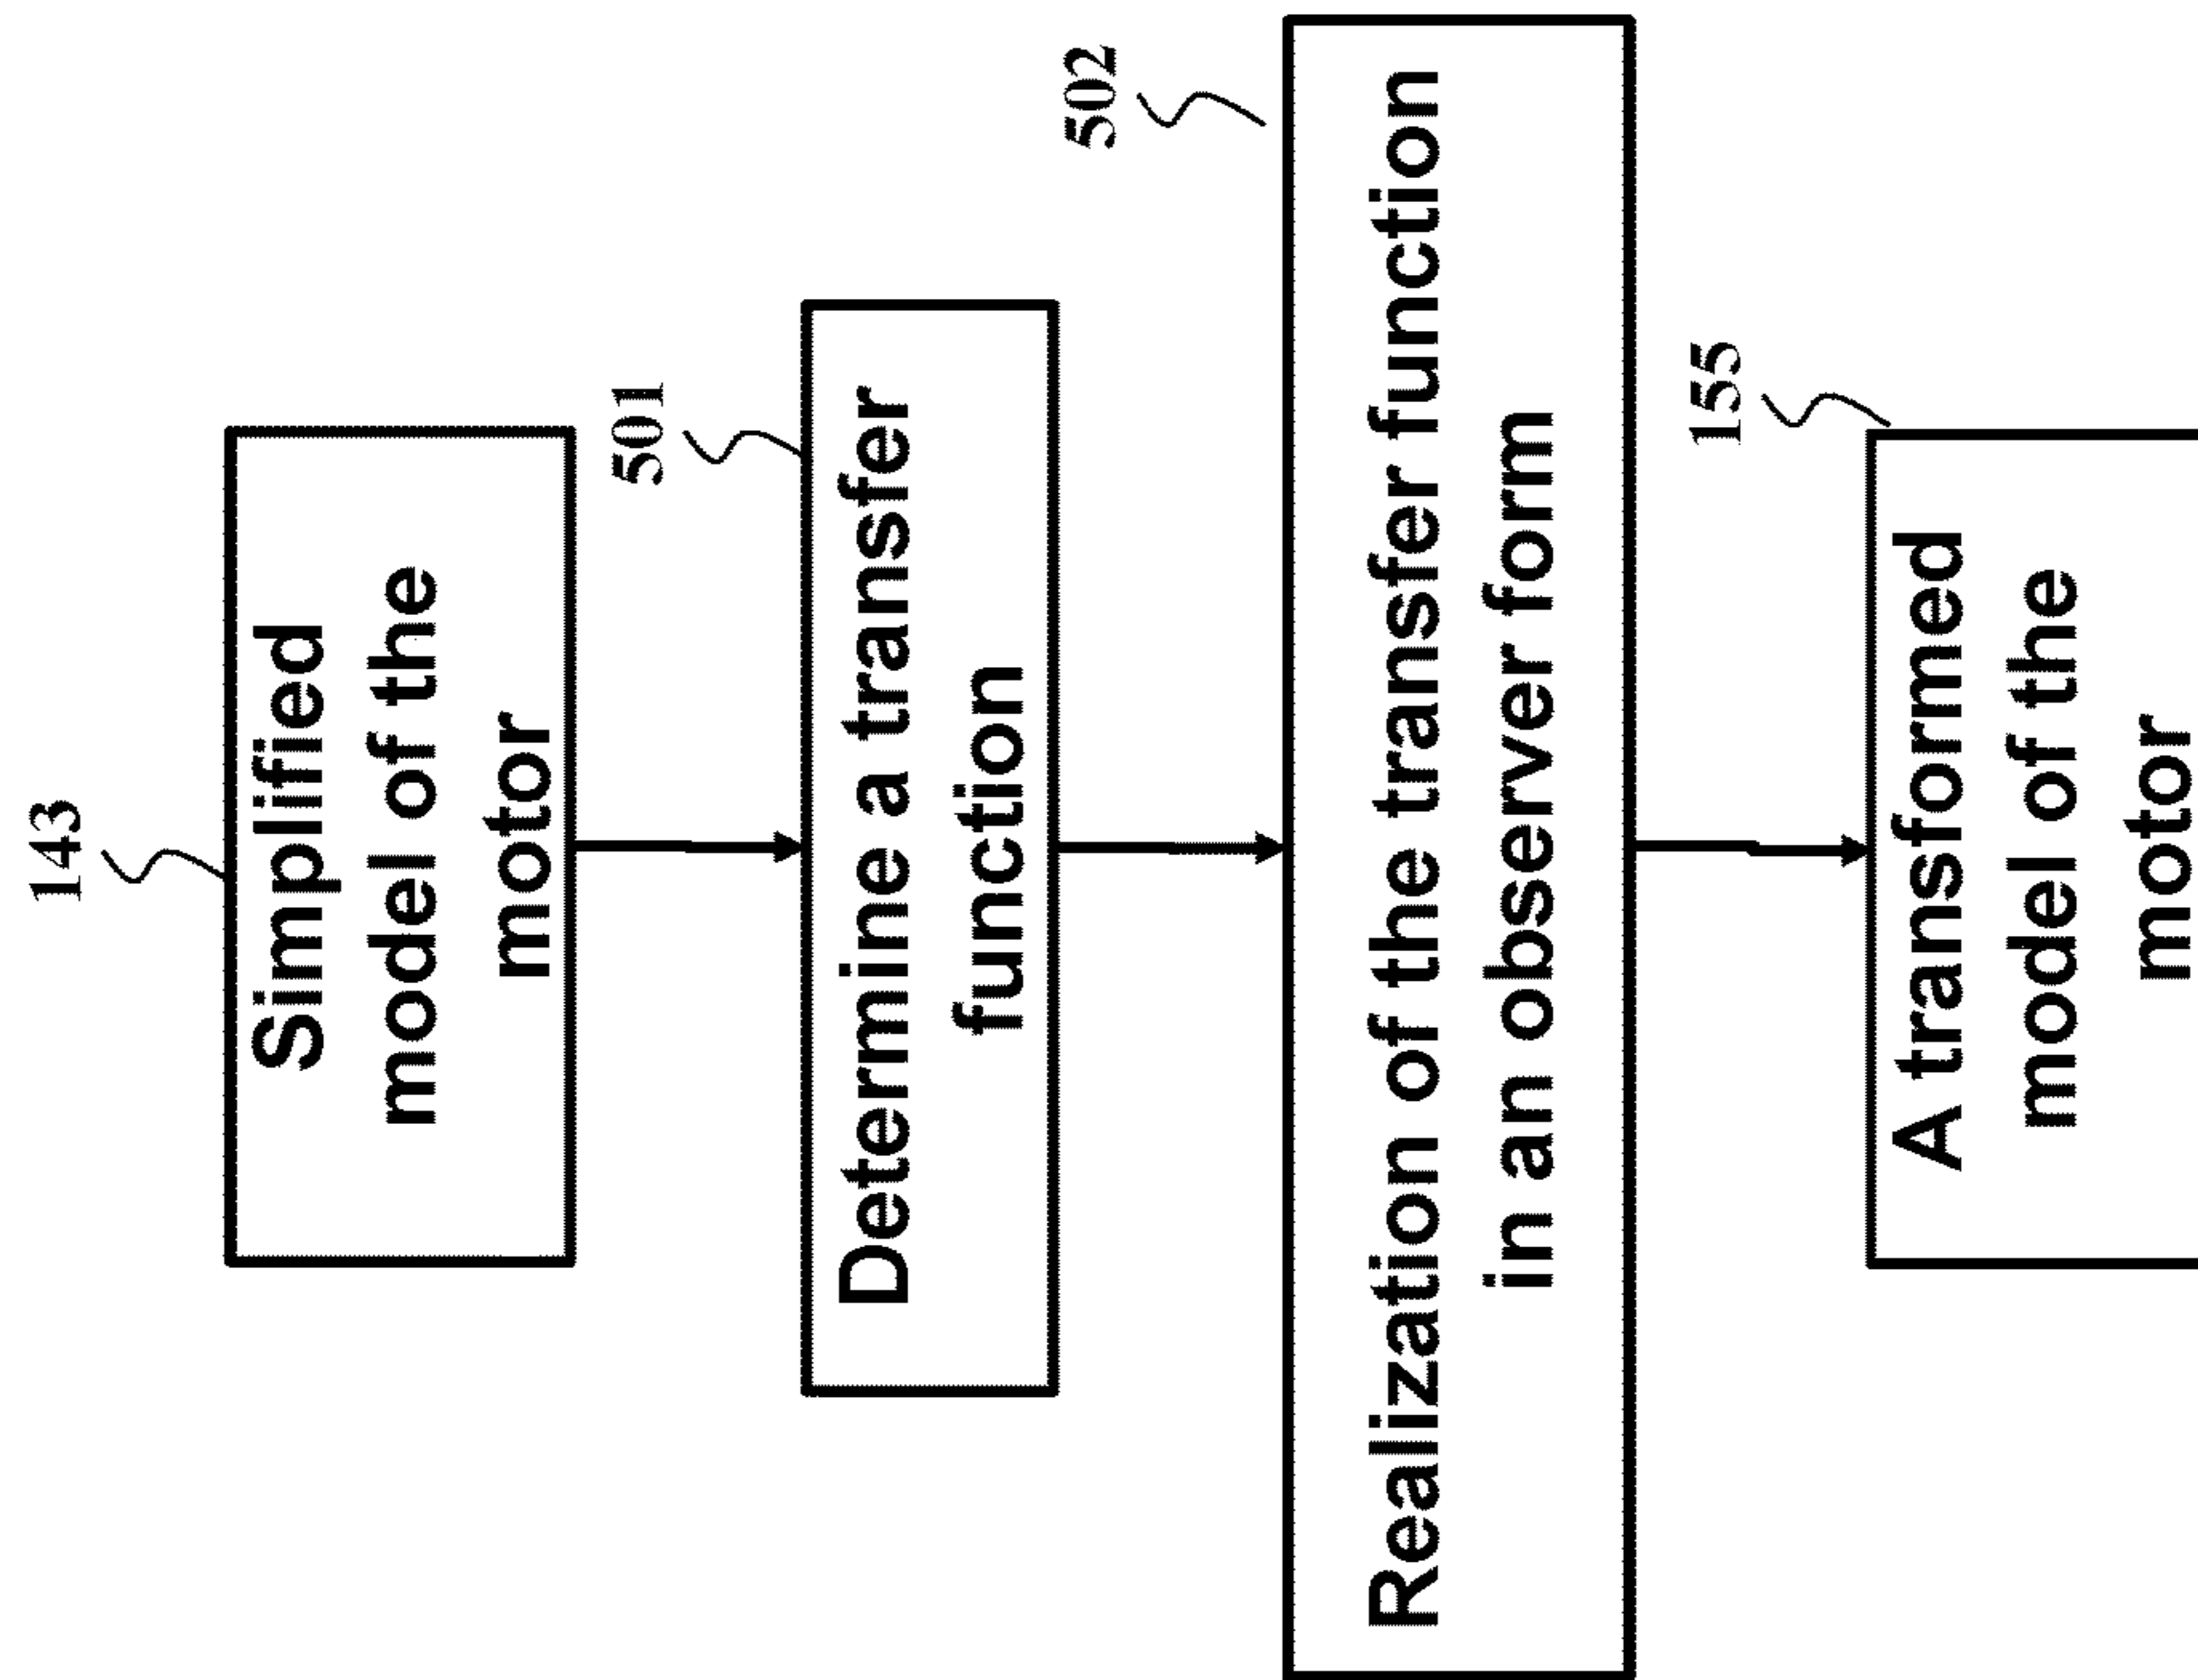 143
Simplified
model of the
motor
501
Determine a transfer
function
502
Realization of the transfer function
in an observer form
155
A transformed
model of the
motor